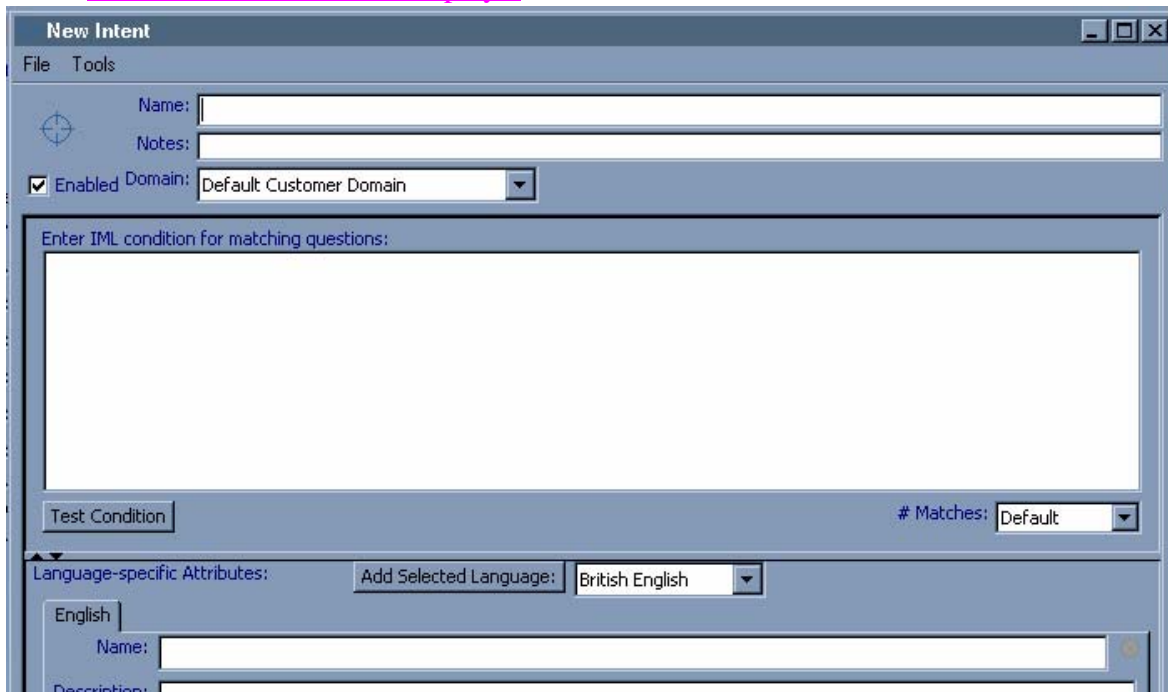 New Intent
File Tools
Name:
Notes:
Enabled Domain: Default Customer Domain
Enter IML condition for matching questions:
Test Condition # Matches: Default
Language-specific Attributes: Add Selected Language: British English
English
Name:
Description: